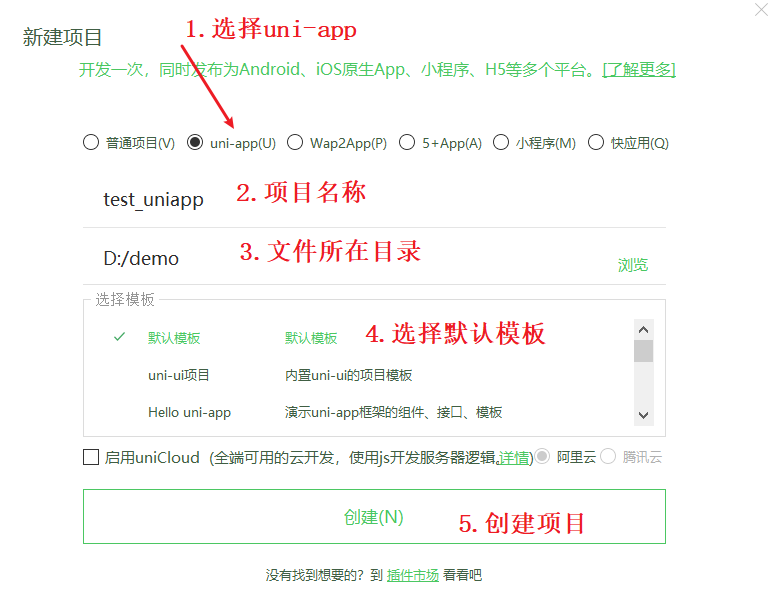 1.选择uni-app
新建项目
开发一次，同时发布为Android、iOS原生App、小程序、H5等多个平台。[了解更多]
普通项目(V) uni-app(U) Wap2App(P) 5+App(A) 小程序(M) 快应用(Q)
test_uniapp 2.项目名称
D:/demo 3.文件所在目录 浏览
选择模板
默认模板 默认模板 4.选择默认模板
uni-ui项目 内置uni-ui的项目模板
Hello uni-app 演示uni-app框架的组件、接口、模板
启用uniCloud（全端可用的云开发，使用js开发服务器逻辑.详情) 阿里云 腾讯云
创建(N) 5.创建项目
没有找到想要的？到 插件市场 看看吧